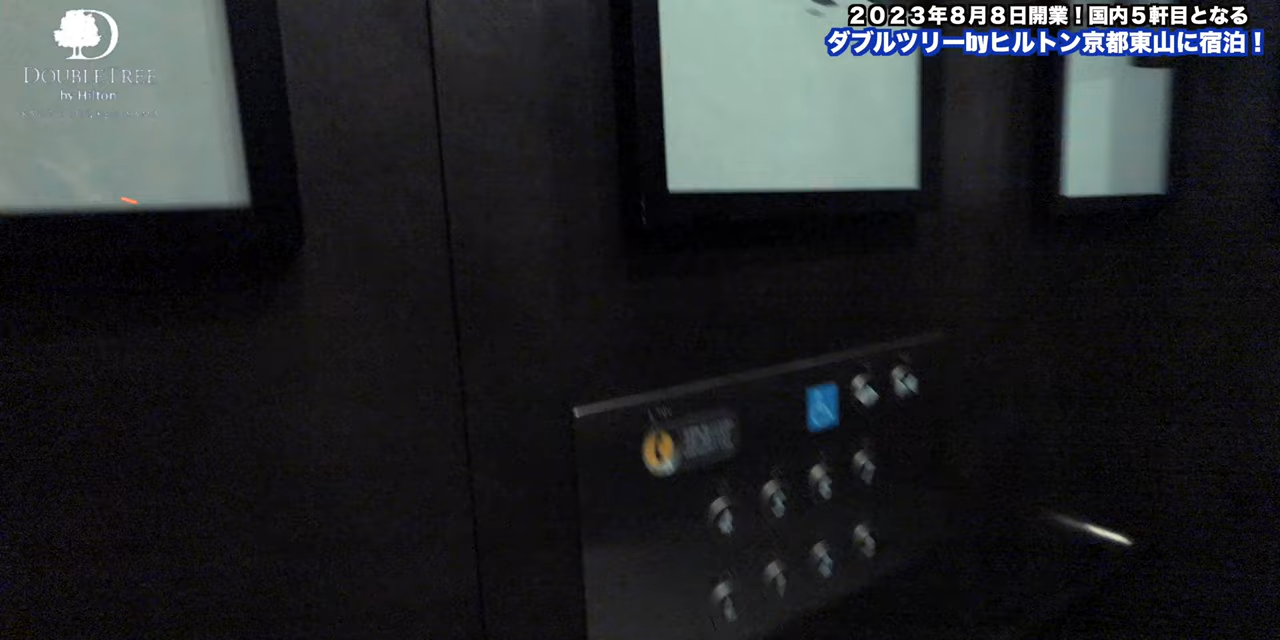 DOUBLETREE
by Hilton
２０２３年８月８日開業！国内５軒目となる
ダブルツリーbyヒルトン京都東山に宿泊！